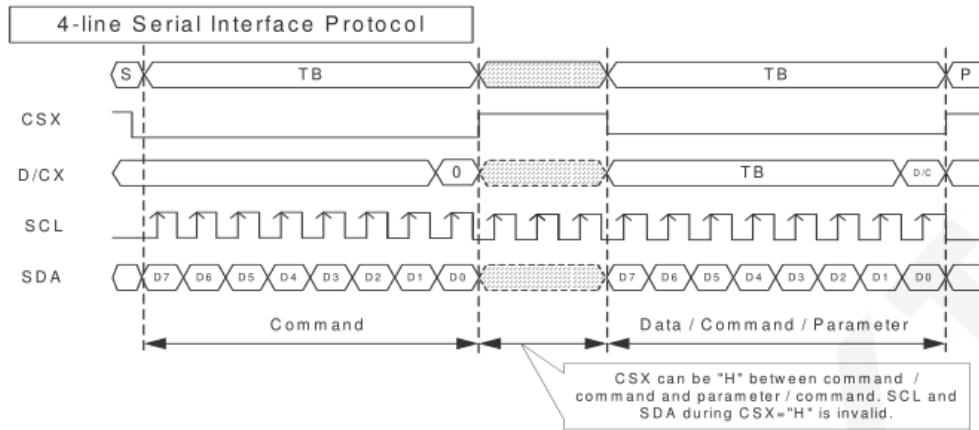 4-line Serial Interface Protocol
S TB TB P
CSX
D/CX 0 TB D/C
SCL
SDA D7 D6 D5 D4 D3 D2 D1 D0 D7 D6 D5 D4 D3 D2 D1 D0
Command Data / Command / Parameter
CSX can be "H" between command /
command and parameter / command. SCL and
SDA during CSX="H" is invalid.